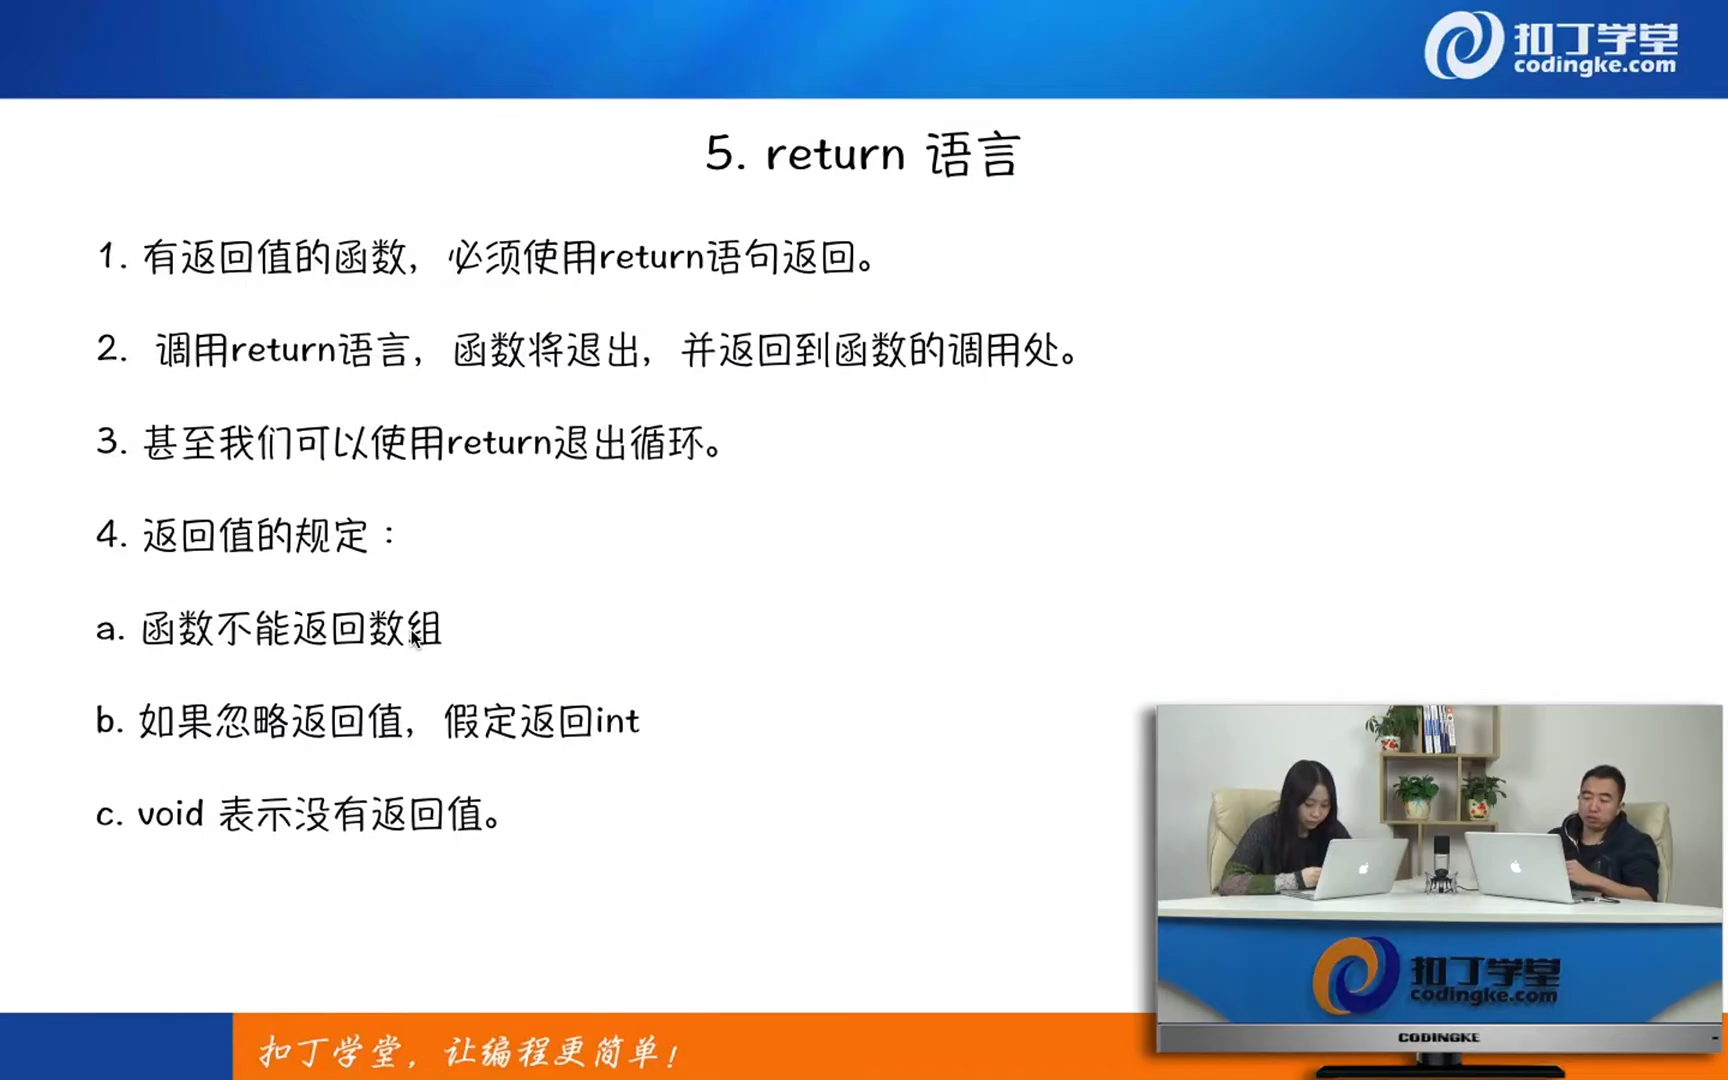 扣丁学堂
codingke.com
5. return 语言
1. 有返回值的函数，必须使用return语句返回。
2. 调用return语言，函数将退出，并返回到函数的调用处。
3. 甚至我们可以使用return退出循环。
4. 返回值的规定：
a. 函数不能返回数组
b. 如果忽略返回值，假定返回int
c. void 表示没有返回值。
扣丁学堂
codingke.com
CODINGKE
扣丁学堂，让编程更简单！